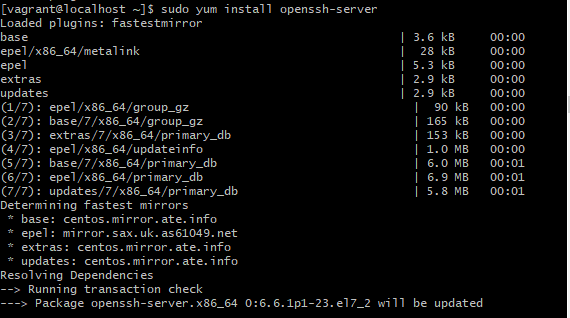 [vagrant@localhost ~]$ sudo yum install openssh-server
Loaded plugins: fastestmirror
base | 3.6 kB 00:00
epel/x86_64/metalink | 28 kB 00:00
epel | 5.3 kB 00:00
extras | 2.9 kB 00:00
updates | 2.9 kB 00:00
(1/7): epel/x86_64/group_gz | 90 kB 00:00
(2/7): base/7/x86_64/group_gz | 165 kB 00:00
(3/7): extras/7/x86_64/primary_db | 153 kB 00:00
(4/7): epel/x86_64/updateinfo | 1.0 MB 00:00
(5/7): base/7/x86_64/primary_db | 6.0 MB 00:01
(6/7): epel/x86_64/primary_db | 6.9 MB 00:01
(7/7): updates/7/x86_64/primary_db | 5.8 MB 00:01
Determining fastest mirrors
* base: centos.mirror.ate.info
* epel: mirror.sax.uk.as61049.net
* extras: centos.mirror.ate.info
* updates: centos.mirror.ate.info
Resolving Dependencies
--> Running transaction check
---> Package openssh-server.x86_64 0:6.6.1p1-23.el7_2 will be updated